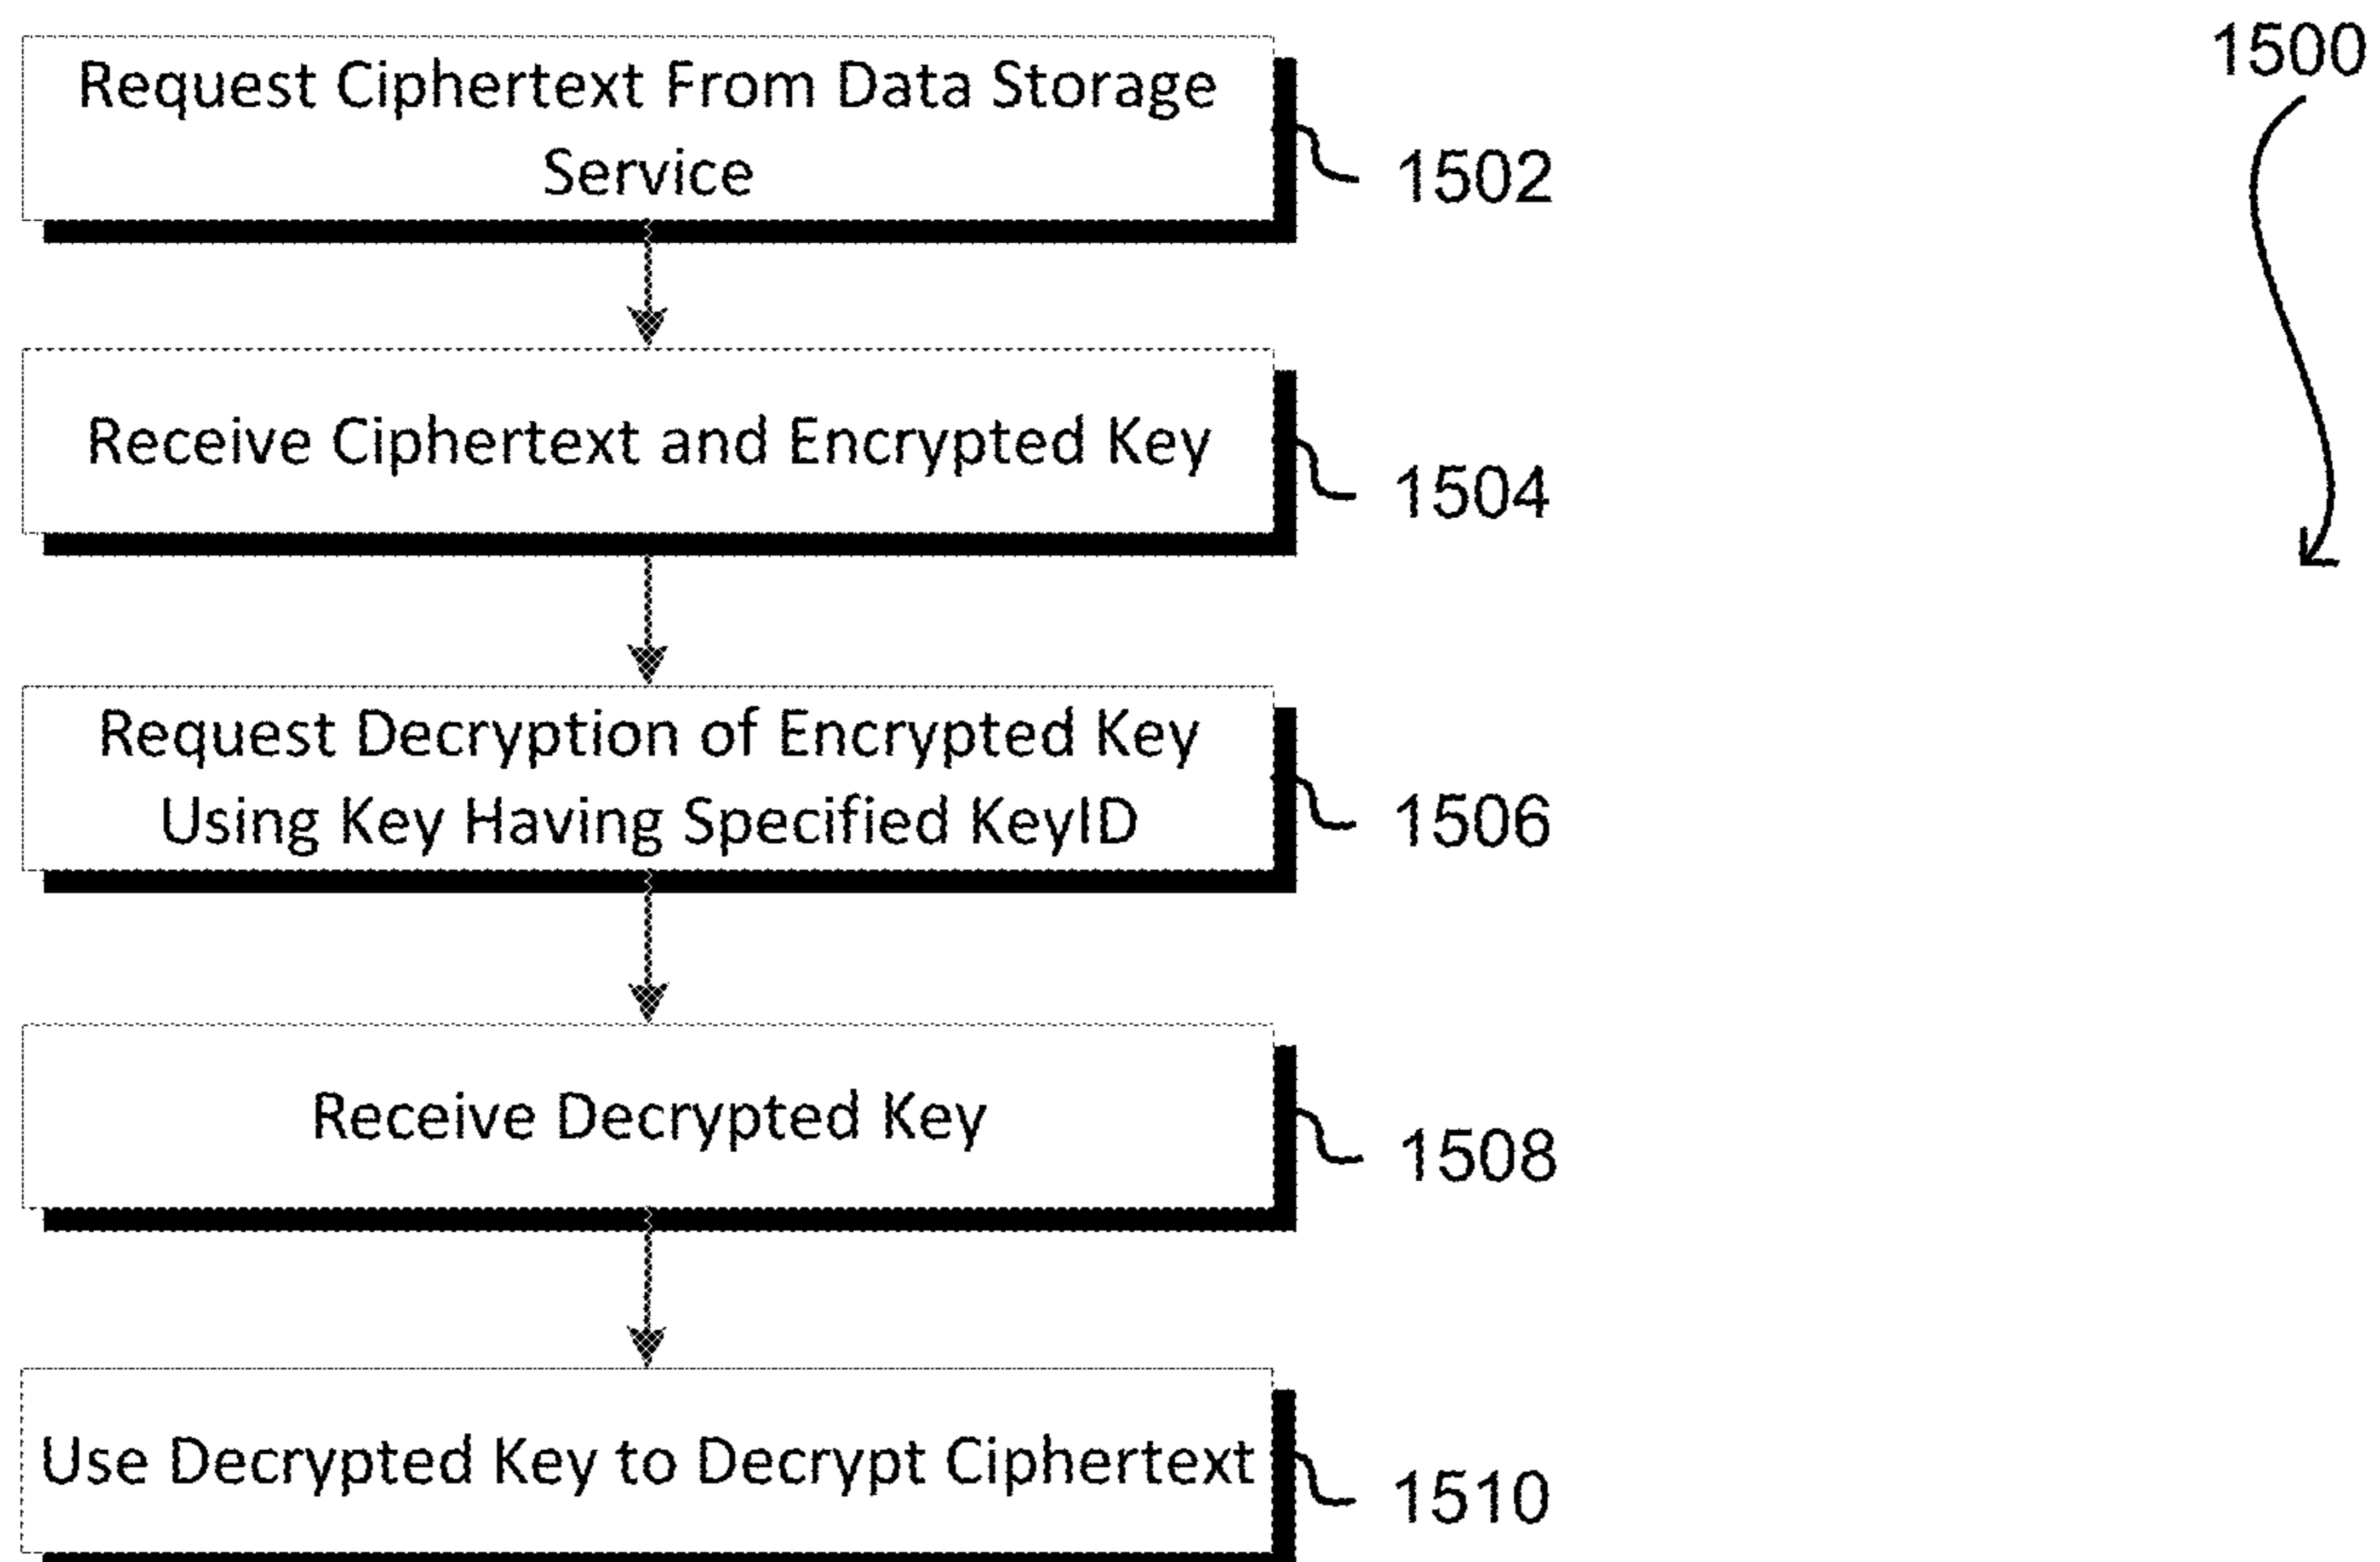 1500
Request Ciphertext From Data Storage
Service
1502
Receive Ciphertext and Encrypted Key
1504
Request Decryption of Encrypted Key
Using Key Having Specified KeyID
1506
Receive Decrypted Key
1508
Use Decrypted Key to Decrypt Ciphertext
1510